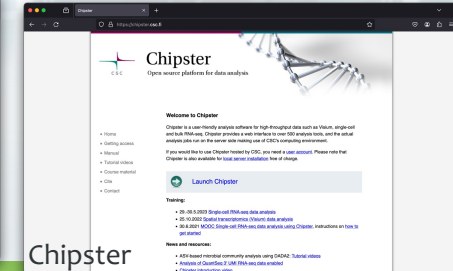 Chipster
https://chipster.csc.fi
CSC
Chipster
Open source platform for data analysis
Home
Getting access
Manual
Tutorial videos
Course material
Cite
Contact
Welcome to Chipster
Chipster is a user-friendly analysis software for high-throughput data such as Visium, single-cell
and bulk RNA-seq. Chipster provides a web interface to over 500 analysis tools, and the actual
analysis jobs run on the server side making use of CSC's computing environment.
If you would like to use Chipster hosted by CSC, you need a user account. Please note that
Chipster is also available for local server installation free of charge.
Launch Chipster
Training:
29.-30.5.2023 Single-cell RNA-seq data analysis
25.10.2022 Spatial transcriptomics (Visium) data analysis
30.6.2021 MOOC Single-cell RNA-seq data analysis using Chipster, instructions on how to
get started
News and resources:
ASV-based microbial community analysis using DADA2: Tutorial videos
Analysis of QuantSeq 3' UMI RNA-seq data enabled
Chipster introduction video
Chipster